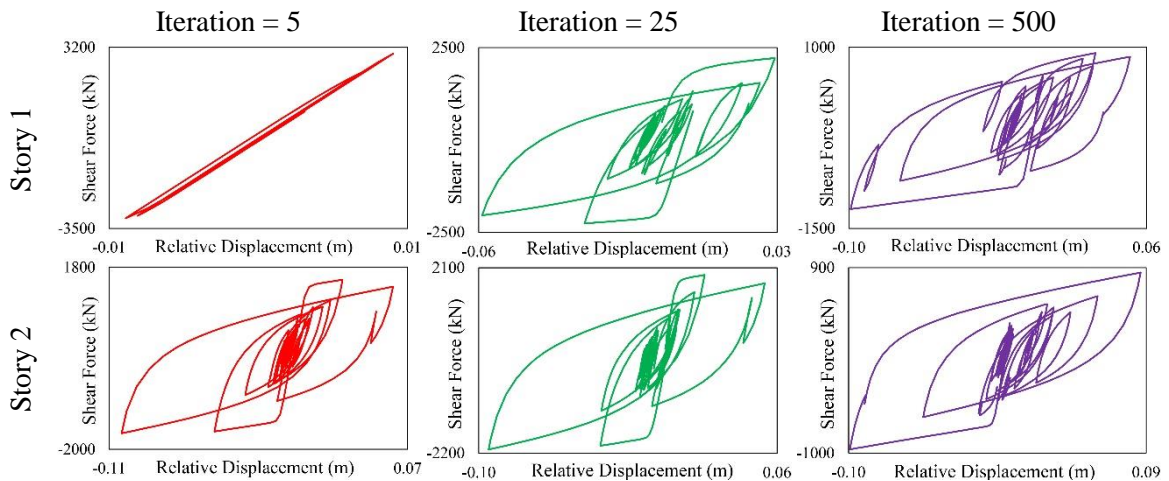 Iteration = 5
Iteration = 25
Iteration = 500
Story 1
3200
Shear Force (kN)
-3500
-0.01
Relative Displacement (m)
0.01
2500
Shear Force (kN)
-2500
-0.06
Relative Displacement (m)
0.03
1000
Shear Force (kN)
-1500
-0.10
Relative Displacement (m)
0.06
Story 2
1800
Shear Force (kN)
-2000
-0.11
Relative Displacement (m)
0.07
2100
Shear Force (kN)
-2200
-0.10
Relative Displacement (m)
0.06
900
Shear Force (kN)
-1000
-0.10
Relative Displacement (m)
0.09